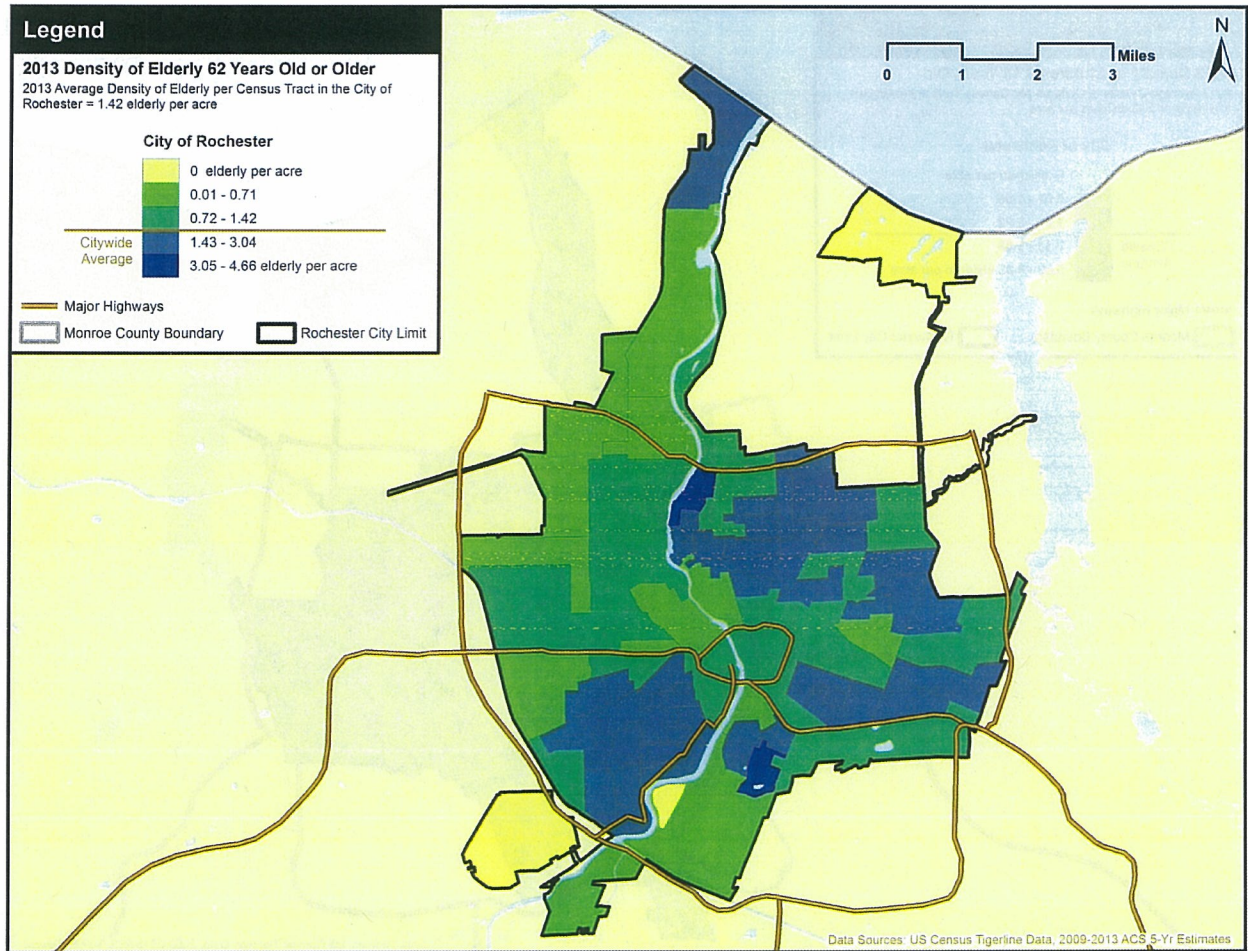 Legend
2013 Density of Elderly 62 Years Old or Older
2013 Average Density of Elderly per Census Tract in the City of
Rochester = 1.42 elderly per acre
City of Rochester
0 elderly per acre
0.01 - 0.71
0.72 - 1.42
Citywide
Average
1.43 - 3.04
3.05 - 4.66 elderly per acre
Major Highways
Monroe County Boundary
Rochester City Limit
N
Miles
0 1 2 3
Data Sources: US Census Tigerline Data, 2009-2013 ACS 5-Yr Estimates